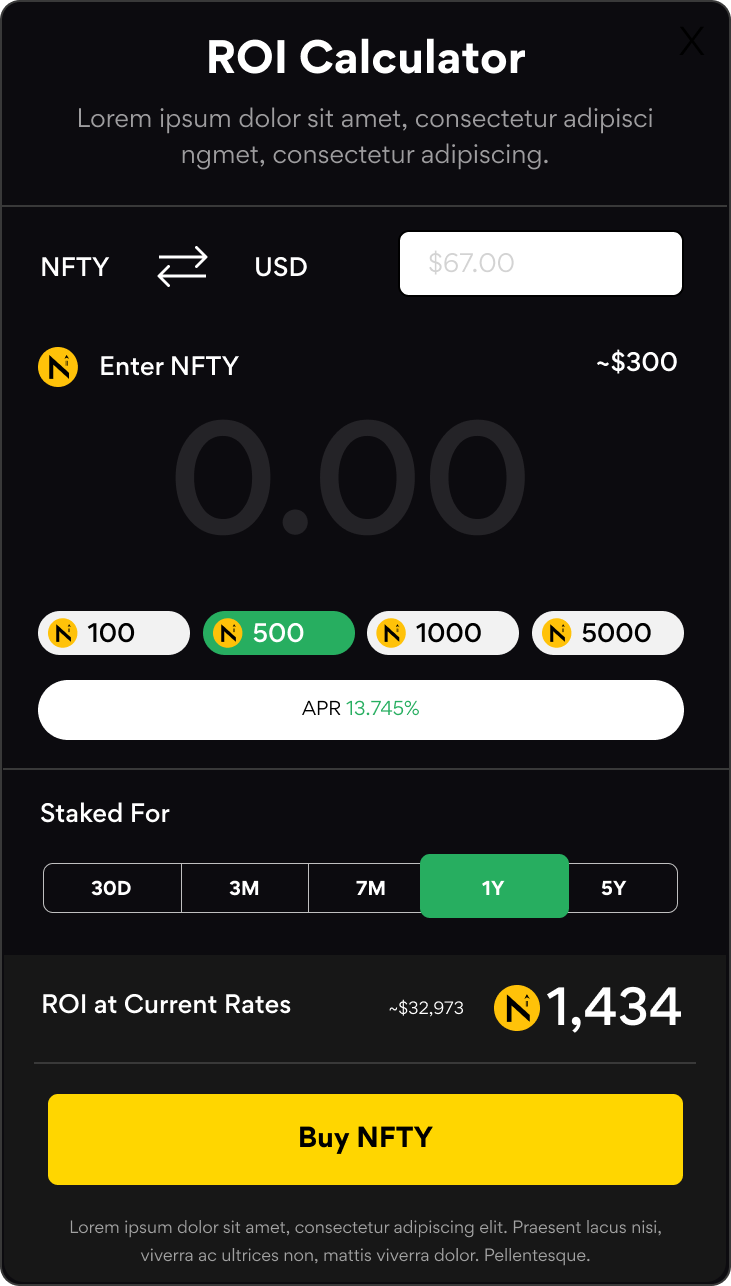 X
ROI Calculator
Lorem ipsum dolor sit amet, consectetur adipisci
ngmet, consectetur adipiscing.
NFTY USD $67.00
Enter NFTY ~$300
0.00
100 500 1000 5000
APR 13.745%
Staked For
30D 3M 7M 1Y 5Y
ROI at Current Rates ~$32,973 1,434
Buy NFTY
Lorem ipsum dolor sit amet, consectetur adipiscing elit. Praesent lacus nisi,
viverra ac ultrices non, mattis viverra dolor. Pellentesque.